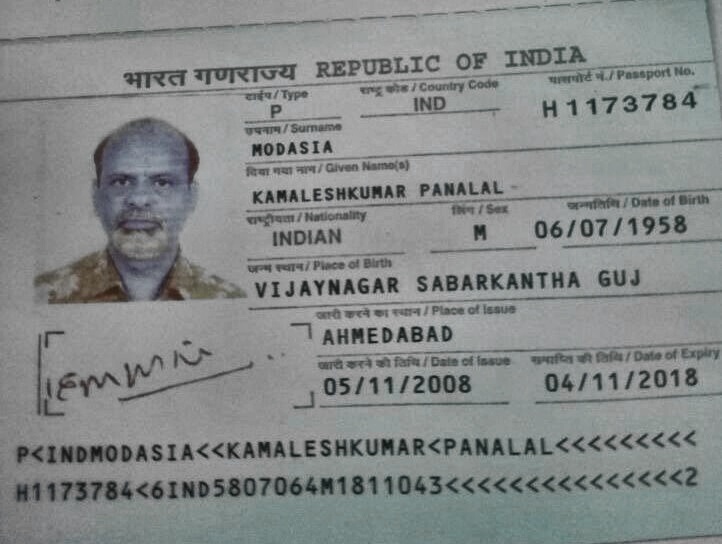 भारत गणराज्य REPUBLIC OF INDIA
टाईप / Type राष्ट्र कोड / Country Code पासपोर्ट नं. / Passport No.
P IND H1173784
उपनाम / Surname
MODASIA
दिया गया नाम / Given Name(s)
KAMALESHKUMAR PANALAL
राष्ट्रीयता / Nationality लिंग / Sex जन्मतिथि / Date of Birth
INDIAN M 06/07/1958
जन्म स्थान / Place of Birth
VIJAYNAGAR SABARKANTHA GUJ
जारी करने का स्थान / Place of Issue
AHMEDABAD
जारी करने की तिथि / Date of Issue समाप्ति की तिथि / Date of Expiry
05/11/2008 04/11/2018
P<INDMODASIA<<KAMALESHKUMAR<PANALAL<<<<<<<<<
H1173784<6IND5807064M1811043<<<<<<<<<<<<<<<2